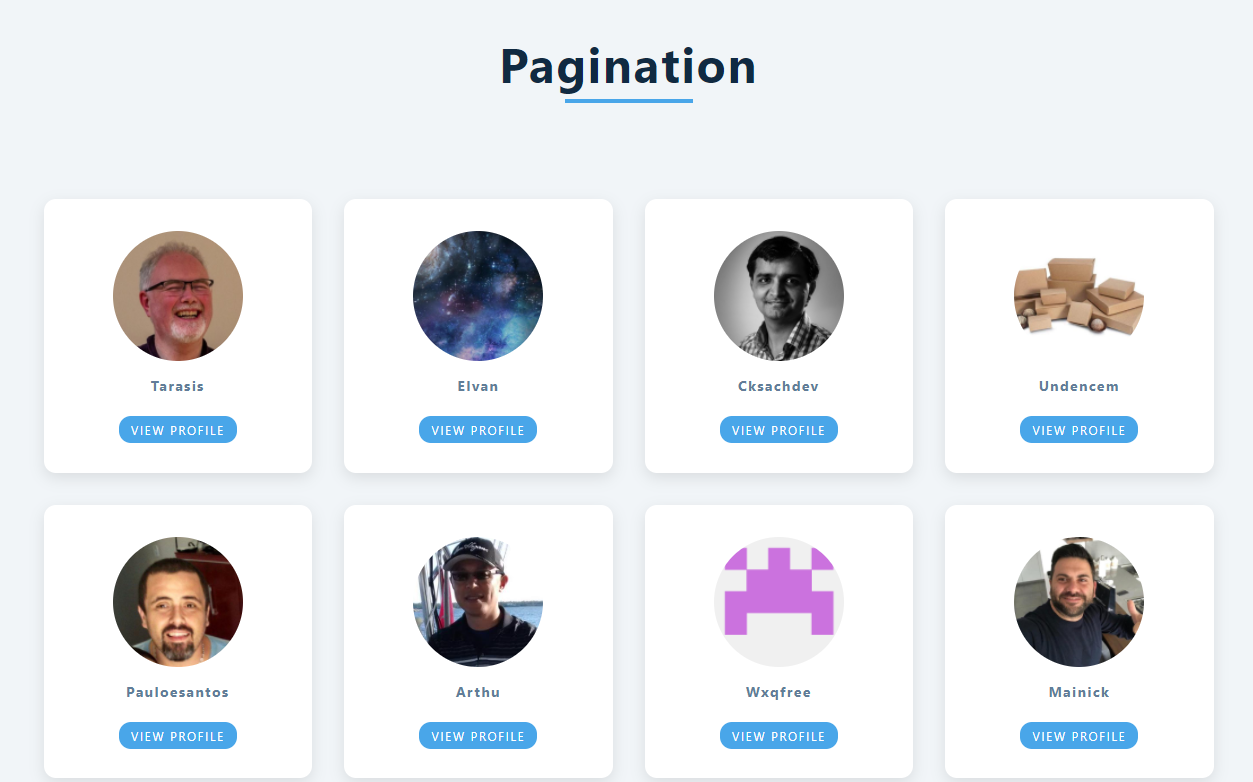 Pagination
Tarasis
Elvan
Cksachdev
Undencem
VIEW PROFILE
VIEW PROFILE
VIEW PROFILE
VIEW PROFILE
Pauloesantos
Arthu
Wxqfree
Mainick
VIEW PROFILE
VIEW PROFILE
VIEW PROFILE
VIEW PROFILE